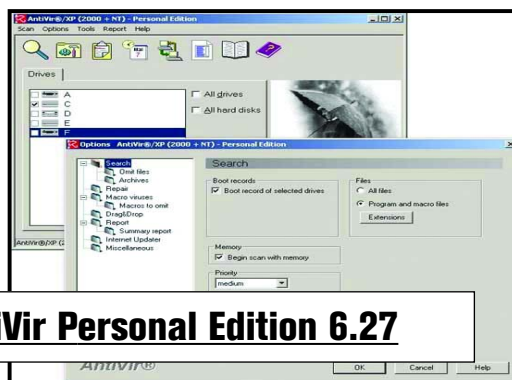 AntiVir®/XP (2000 + NT) - Personal Edition
Scan Options Tools Report Help
Drives
A
C
D
E
F
All drives
All hard disks
Options AntiVir®/XP (2000 + NT) - Personal Edition
Search
Omit files
Archives
Repair
Macro viruses
Macros to omit
Drag&Drop
Report
Summary report
Internet Updater
Miscellaneous
Search
Boot records
Boot record of selected drives
Files
All files
Program and macro files
Extensions
Memory
Begin scan with memory
Priority
medium
AntiVir®/XP (2
iVir Personal Edition 6.27
AntiVir®
OK Cancel Help